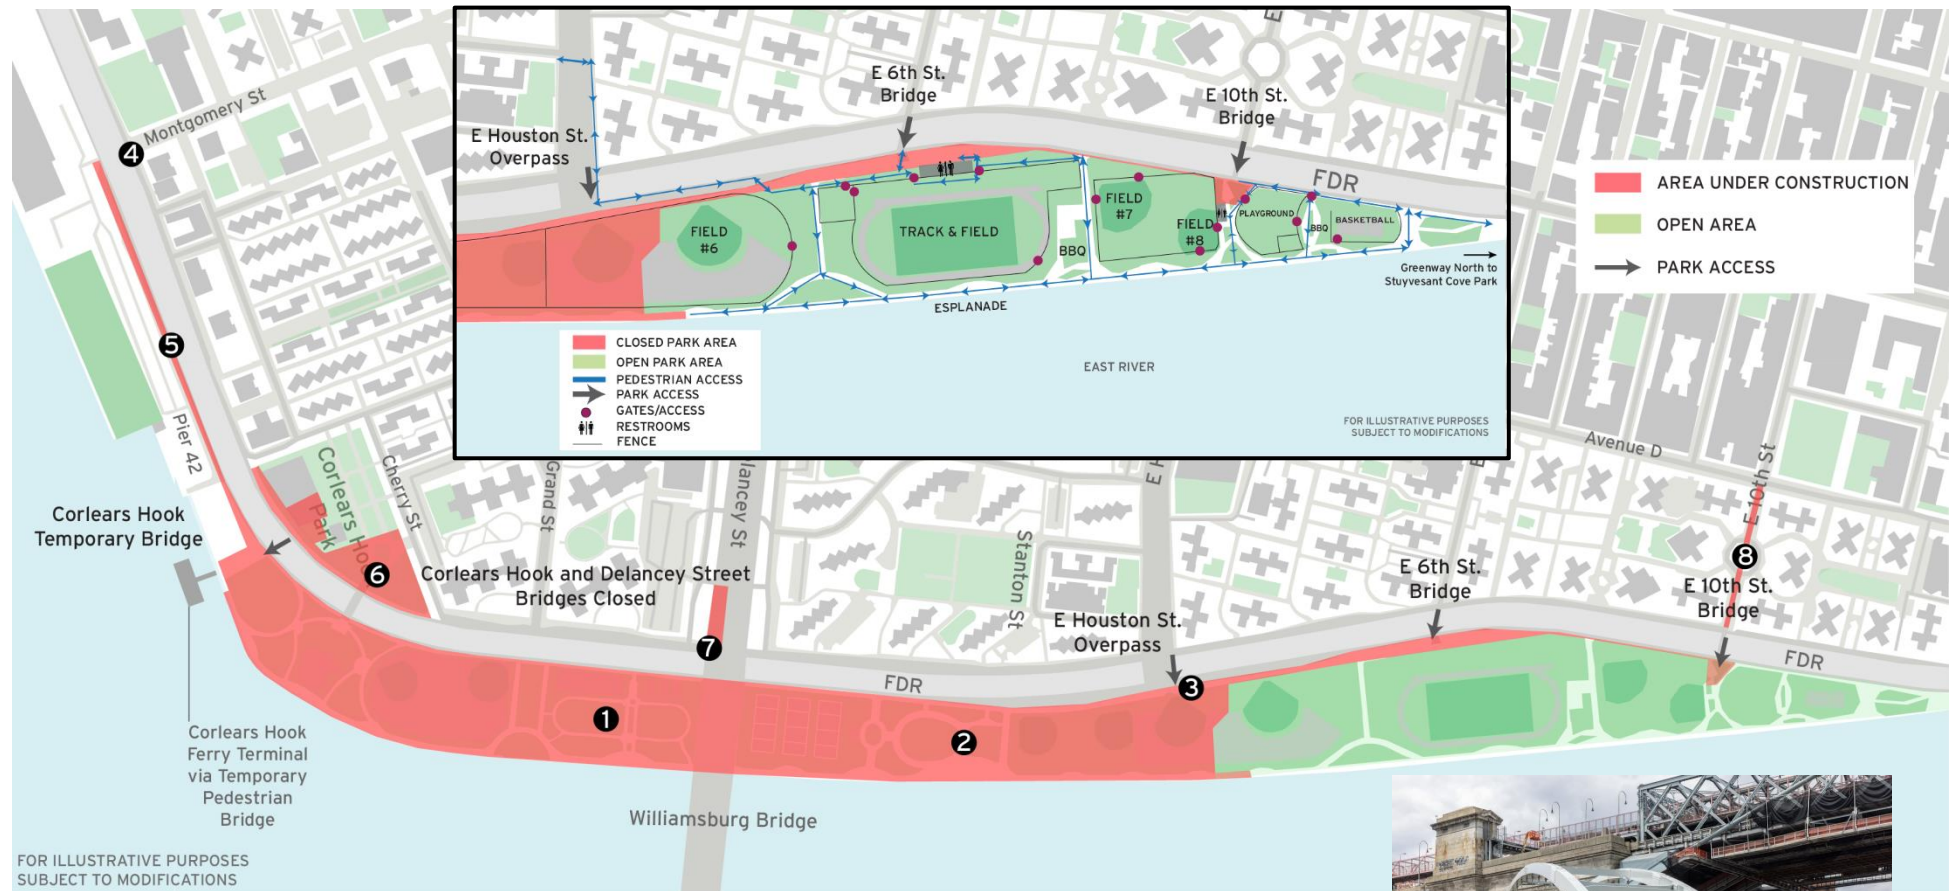 E 6th St.
Bridge
E 10th St.
Bridge
E Houston St.
Overpass
FDR
FIELD
#6
TRACK & FIELD
BBQ
FIELD
#7
FIELD
#8
PLAYGROUND
BBQ
BASKETBALL
ESPLANADE
Greenway North to
Stuyvesant Cove Park
EAST RIVER
CLOSED PARK AREA
OPEN PARK AREA
PEDESTRIAN ACCESS
PARK ACCESS
GATES/ACCESS
RESTROOMS
FENCE
FOR ILLUSTRATIVE PURPOSES
SUBJECT TO MODIFICATIONS
AREA UNDER CONSTRUCTION
OPEN AREA
PARK ACCESS
Montgomery St
4
5
Pier 42
Corlears Hook
Park
Cherry St
Grand St
elancey St
Stanton St
E H
Avenue D
E 10th St
Corlears Hook
Temporary Bridge
6
Corlears Hook and Delancey Street
Bridges Closed
7
E Houston St.
Overpass
3
E 6th St.
Bridge
8
E 10th St.
Bridge
FDR
FDR
1
2
Corlears Hook
Ferry Terminal
via Temporary
Pedestrian
Bridge
Williamsburg Bridge
FOR ILLUSTRATIVE PURPOSES
SUBJECT TO MODIFICATIONS